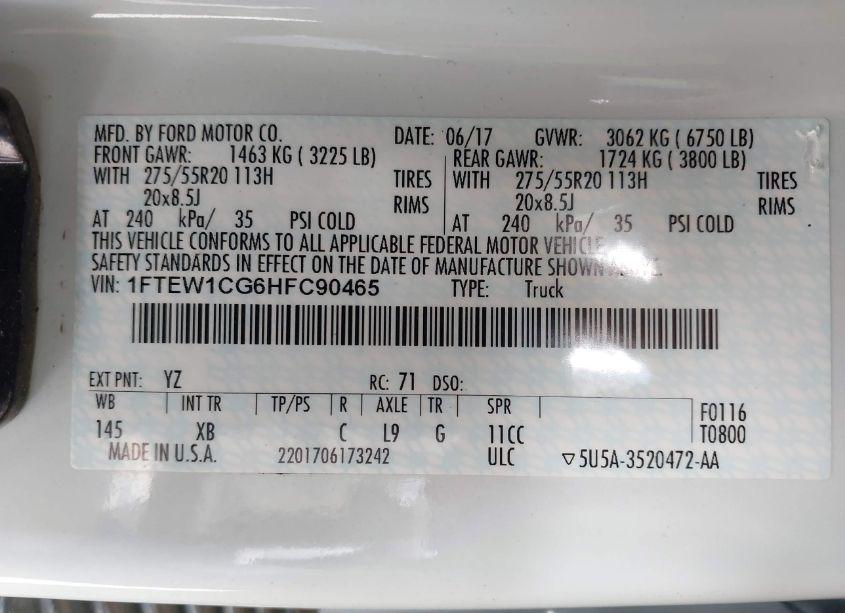 MFD. BY FORD MOTOR CO. DATE: 06/17 GVWR: 3062 KG ( 6750 LB)
FRONT GAWR: 1463 KG ( 3225 LB) REAR GAWR: 1724 KG ( 3800 LB)
WITH 275/55R20 113H TIRES WITH 275/55R20 113H TIRES
20x8.5J RIMS 20x8.5J RIMS
AT 240 kPa/ 35 PSI COLD AT 240 kPa/ 35 PSI COLD
THIS VEHICLE CONFORMS TO ALL APPLICABLE FEDERAL MOTOR VEHICLE
SAFETY STANDARDS IN EFFECT ON THE DATE OF MANUFACTURE SHOWN ABOVE.
VIN: 1FTEW1CG6HFC90465 TYPE: Truck
EXT PNT: YZ RC: 71 DSO:
WB INT TR TP/PS R AXLE TR SPR F0116
145 XB C L9 G 11CC T0800
MADE IN U.S.A. 2201706173242 ULC ▽5U5A-3520472-AA